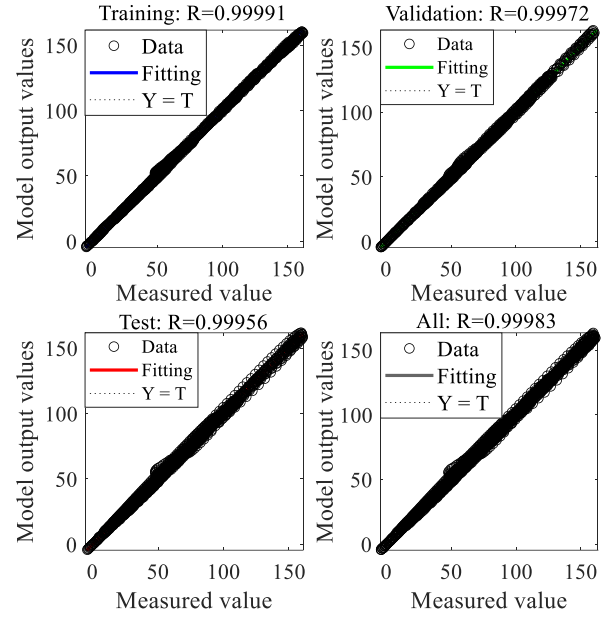 Training: R=0.99991
Model output values
150
100
50
0
Data
Fitting
Y = T
0 50 100 150
Measured value
Validation: R=0.99972
Model output values
150
100
50
0
Data
Fitting
Y = T
0 50 100 150
Measured value
Test: R=0.99956
Model output values
150
100
50
0
Data
Fitting
Y = T
0 50 100 150
Measured value
All: R=0.99983
Model output values
150
100
50
0
Data
Fitting
Y = T
0 50 100 150
Measured value